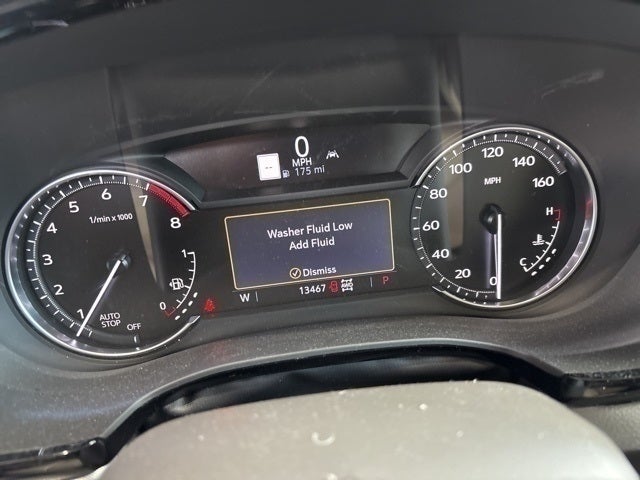 0
MPH
-- 175 mi
Washer Fluid Low
Add Fluid
Dismiss
W 13467 AWD P
1 2 3 4 5 6 7 8
1/min x 1000
AUTO
STOP
OFF
1
0
0 20 40 60 80 100 120 140 160
MPH
H
C